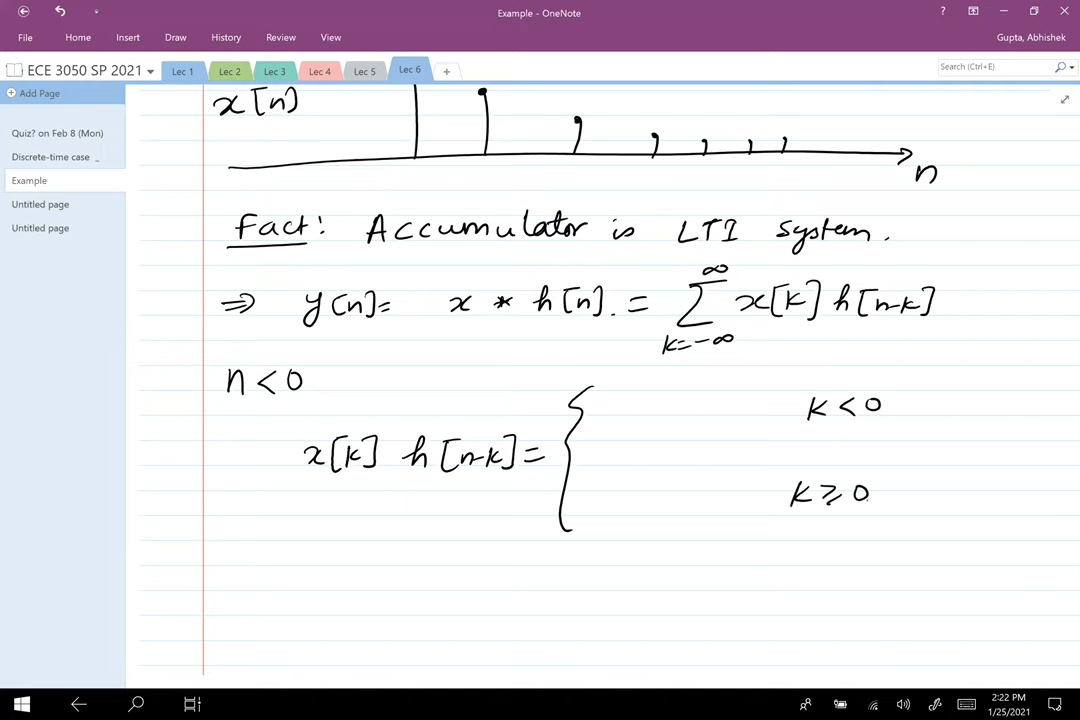 Example - OneNote
?
Gupta, Abhishek
File Home Insert Draw History Review View
ECE 3050 SP 2021 Lec 1 Lec 2 Lec 3 Lec 4 Lec 5 Lec 6 +
Search (Ctrl+E)
Add Page
Quiz? on Feb 8 (Mon)
Discrete-time case _
Example
Untitled page
Untitled page
x[n]
n
Fact: Accumulator is LTI system.
⇒ y[n]= x * h[n]. = ∑_{k=-∞}^{∞} x[k] h[n-k]
n < 0
k < 0
x[k] h[n-k] = {
k ≥ 0
2:22 PM
1/25/2021